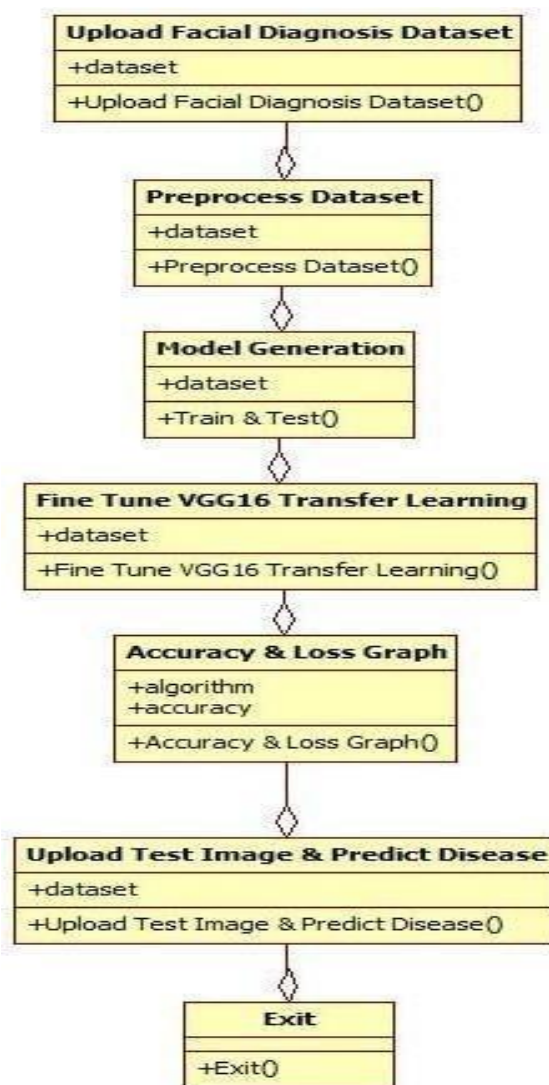 Upload Facial Diagnosis Dataset
+dataset
+Upload Facial Diagnosis Dataset()
Preprocess Dataset
+dataset
+Preprocess Dataset()
Model Generation
+dataset
+Train & Test()
Fine Tune VGG16 Transfer Learning
+dataset
+Fine Tune VGG16 Transfer Learning()
Accuracy & Loss Graph
+algorithm
+accuracy
+Accuracy & Loss Graph()
Upload Test Image & Predict Disease
+dataset
+Upload Test Image & Predict Disease()
Exit
+Exit()